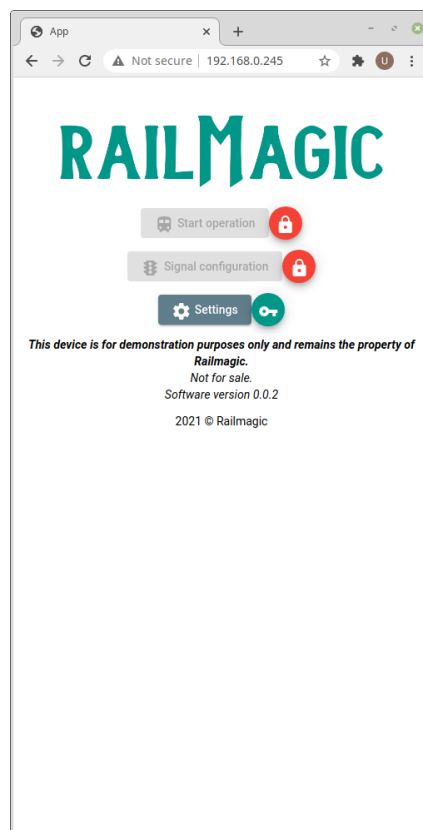 App
Not secure | 192.168.0.245
U
RAILMAGIC
Start operation
Signal configuration
Settings
This device is for demonstration purposes only and remains the property of
Railmagic.
Not for sale.
Software version 0.0.2
2021 © Railmagic